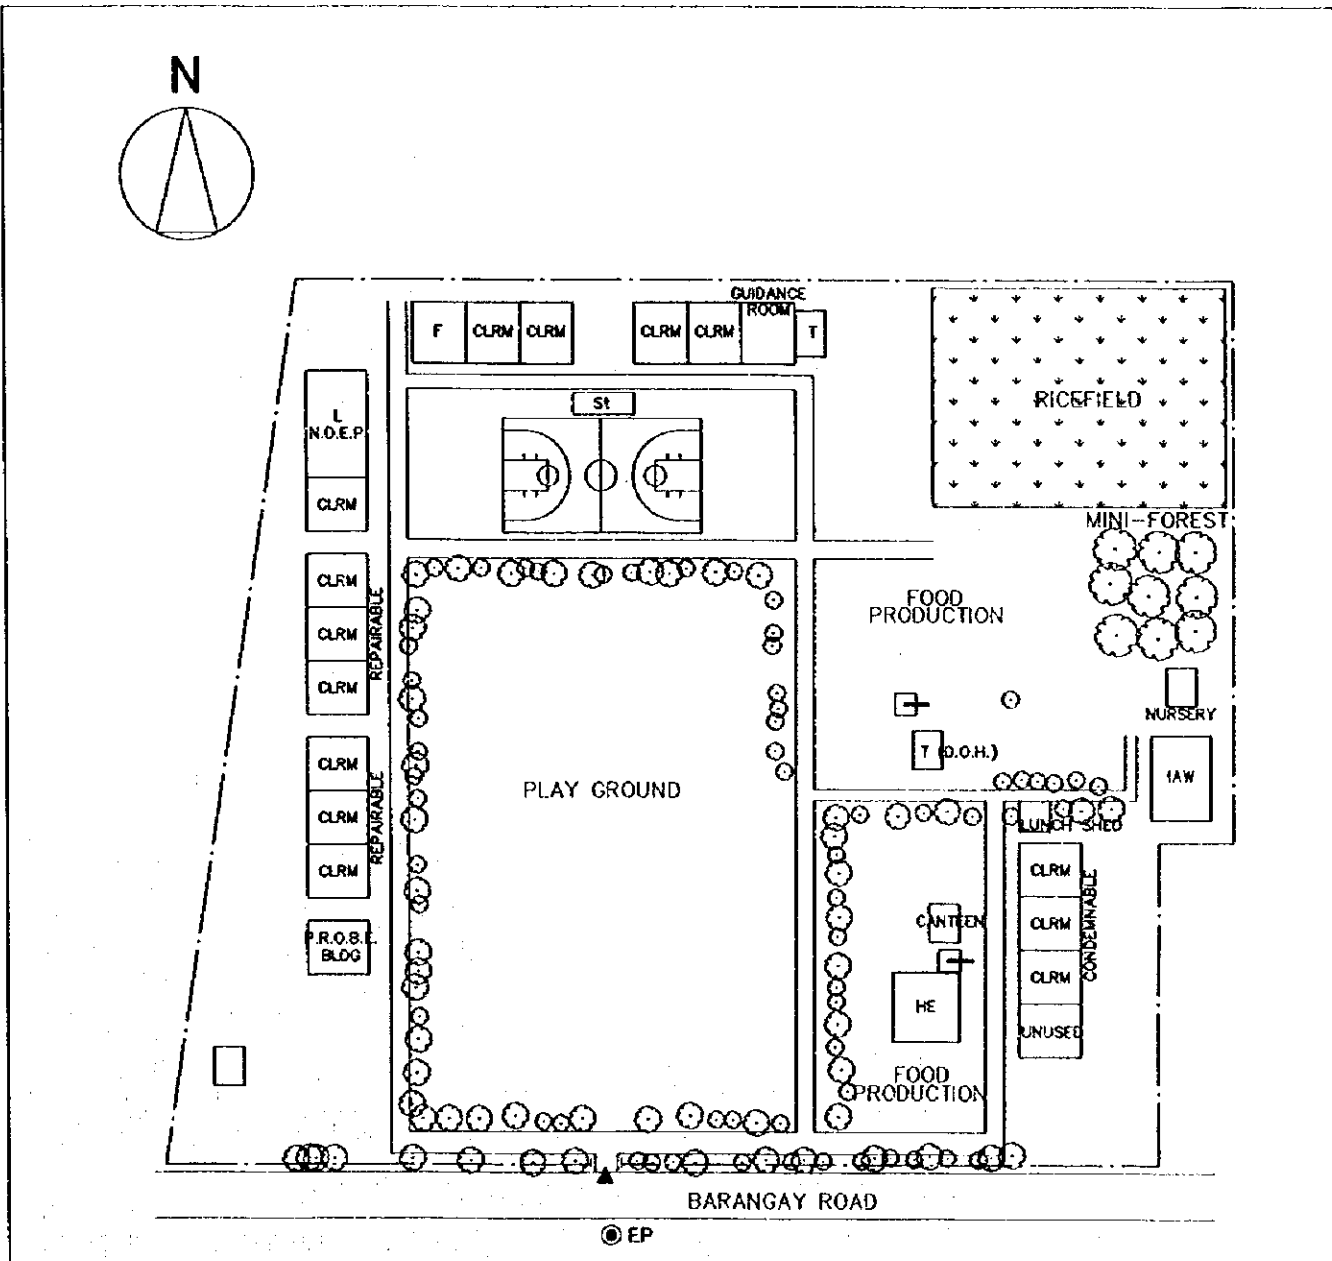 N
GUIDANCE
ROOM
F
CLRM
CLRM
CLRM
CLRM
T
St
L
N.O.E.P
CLRM
RICEFIELD
MINI-FOREST
CLRM
CLRM
CLRM
REPAIRABLE
FOOD
PRODUCTION
NURSERY
T (D.O.H.)
IAW
CLRM
CLRM
CLRM
REPAIRABLE
PLAY GROUND
LUNCH SHED
CLRM
CLRM
CLRM
UNUSED
CONDEMNABLE
CANTEEN
HE
P.R.O.B.E.
BLDG
FOOD
PRODUCTION
BARANGAY ROAD
EP